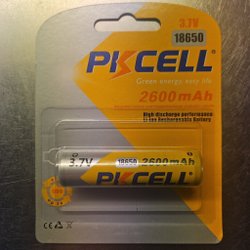 3.7V
18650
PKCELL
Green energy, easy life
2600mAh
High discharge performance
Li-ion Rechargeable Battery
3.7V 18650 2600mAh
PKCELL